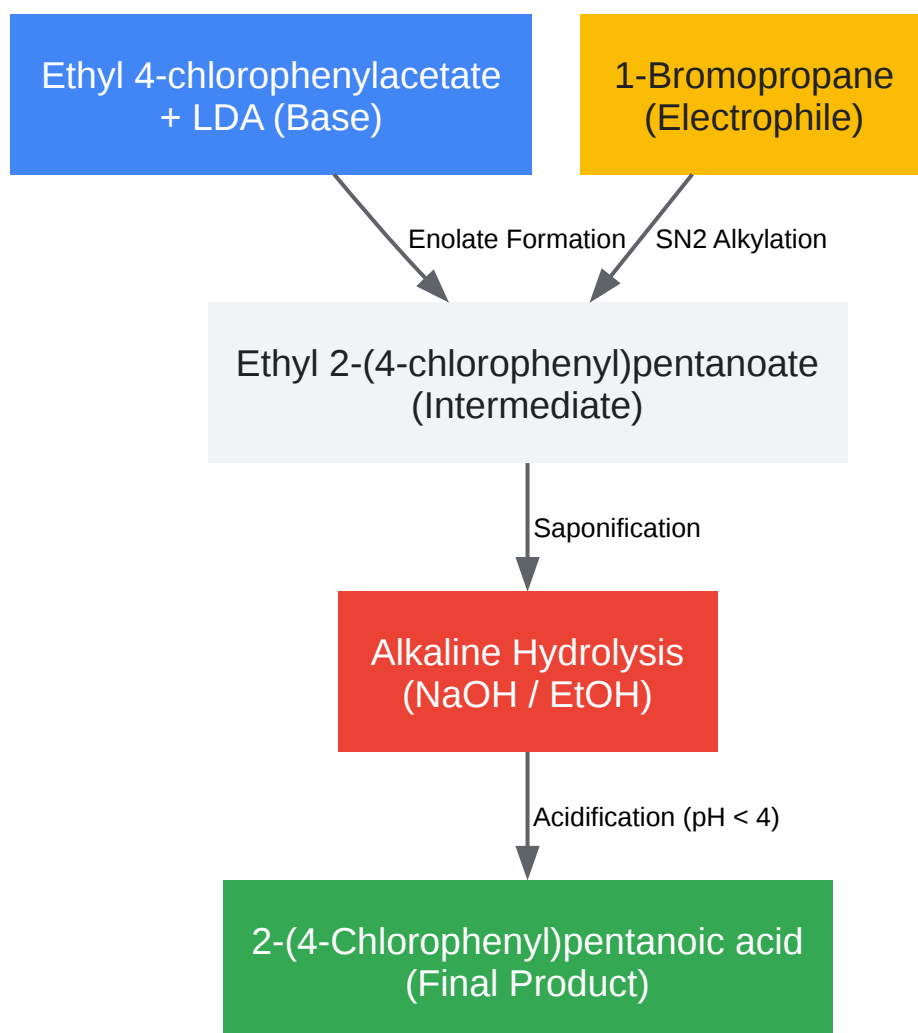 Ethyl 4-chlorophenylacetate
+ LDA (Base)
1-Bromopropane
(Electrophile)
Enolate Formation
SN2 Alkylation
Ethyl 2-(4-chlorophenyl)pentanoate
(Intermediate)
Saponification
Alkaline Hydrolysis
(NaOH / EtOH)
Acidification (pH < 4)
2-(4-Chlorophenyl)pentanoic acid
(Final Product)